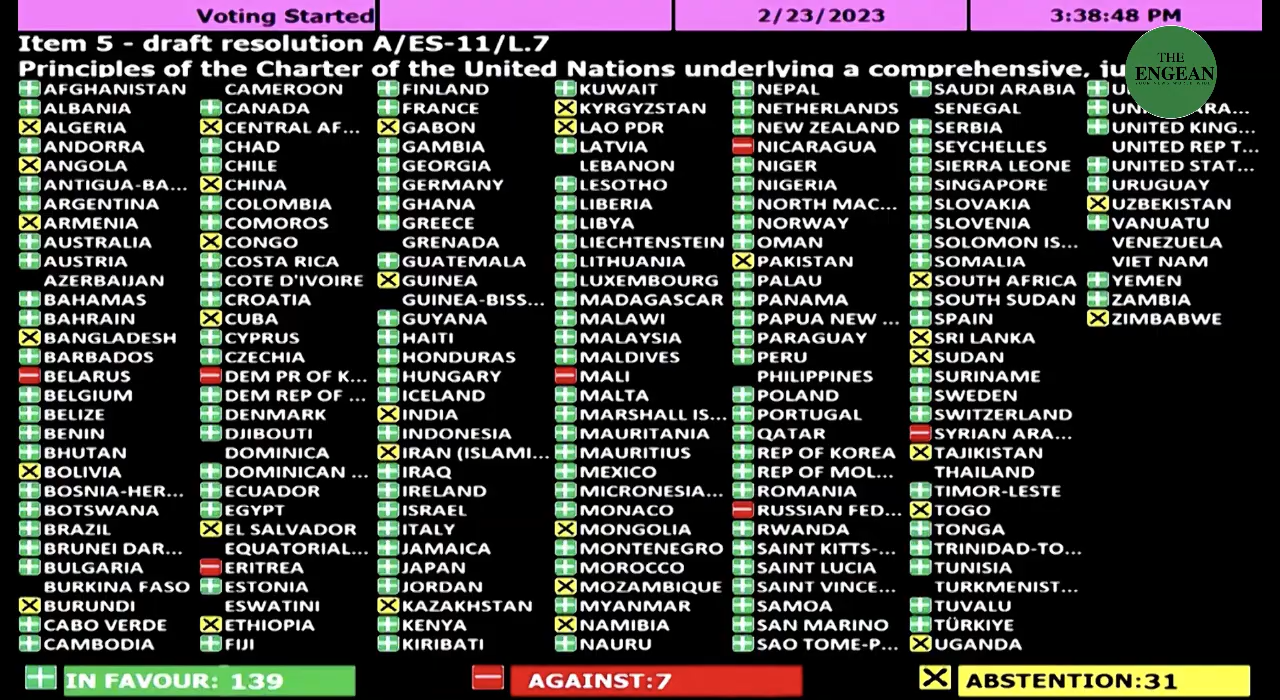 Voting Started
2/23/2023
3:38:48 PM
Item 5 - draft resolution A/ES-11/L.7
Principles of the Charter of the United Nations underlying a comprehensive,
THE
ENGEAN
AFGHANISTAN
ALBANIA
ALGERIA
ANDORRA
ANGOLA
ANTIGUA-BA...
ARGENTINA
ARMENIA
AUSTRALIA
AUSTRIA
AZERBAIJAN
BAHAMAS
BAHRAIN
BANGLADESH
BARBADOS
BELARUS
BELGIUM
BELIZE
BENIN
BHUTAN
BOLIVIA
BOSNIA-HER...
BOTSWANA
BRAZIL
BRUNEI DAR...
BULGARIA
BURKINA FASO
BURUNDI
CABO VERDE
CAMBODIA
CAMEROON
CANADA
CENTRAL AF...
CHAD
CHILE
CHINA
COLOMBIA
COMOROS
CONGO
COSTA RICA
COTE D'IVOIRE
CROATIA
CUBA
CYPRUS
CZECHIA
DEM PR OF K...
DEM REP OF ...
DENMARK
DJIBOUTI
DOMINICA
DOMINICAN ...
ECUADOR
EGYPT
EL SALVADOR
EQUATORIAL...
ERITREA
ESTONIA
ESWATINI
ETHIOPIA
FIJI
FINLAND
FRANCE
GABON
GAMBIA
GEORGIA
GERMANY
GHANA
GREECE
GRENADA
GUATEMALA
GUINEA
GUINEA-BISS...
GUYANA
HAITI
HONDURAS
HUNGARY
ICELAND
INDIA
INDONESIA
IRAN (ISLAMI...
IRAQ
IRELAND
ISRAEL
ITALY
JAMAICA
JAPAN
JORDAN
KAZAKHSTAN
KENYA
KIRIBATI
KUWAIT
KYRGYZSTAN
LAO PDR
LATVIA
LEBANON
LESOTHO
LIBERIA
LIBYA
LIECHTENSTEIN
LITHUANIA
LUXEMBOURG
MADAGASCAR
MALAWI
MALAYSIA
MALDIVES
MALI
MALTA
MARSHALL IS...
MAURITANIA
MAURITIUS
MEXICO
MICRONESIA...
MONACO
MONGOLIA
MONTENEGRO
MOROCCO
MOZAMBIQUE
MYANMAR
NAMIBIA
NAURU
NEPAL
NETHERLANDS
NEW ZEALAND
NICARAGUA
NIGER
NIGERIA
NORTH MAC...
NORWAY
OMAN
PAKISTAN
PALAU
PANAMA
PAPUA NEW ...
PARAGUAY
PERU
PHILIPPINES
POLAND
PORTUGAL
QATAR
REP OF KOREA
REP OF MOL...
ROMANIA
RUSSIAN FED...
RWANDA
SAINT KITTS-...
SAINT LUCIA
SAINT VINCE...
SAMOA
SAN MARINO
SAO TOME-P...
SAUDI ARABIA
SENEGAL
SERBIA
SEYCHELLES
SIERRA LEONE
SINGAPORE
SLOVAKIA
SLOVENIA
SOLOMON IS...
SOMALIA
SOUTH AFRICA
SOUTH SUDAN
SPAIN
SRI LANKA
SUDAN
SURINAME
SWEDEN
SWITZERLAND
SYRIAN ARA...
TAJIKISTAN
THAILAND
TIMOR-LESTE
TOGO
TONGA
TRINIDAD-TO...
TUNISIA
TURKMENIST...
TUVALU
TÜRKIYE
UGANDA
UNITED KING...
UNITED REP T...
UNITED STAT...
URUGUAY
UZBEKISTAN
VANUATU
VENEZUELA
VIET NAM
YEMEN
ZAMBIA
ZIMBABWE
IN FAVOUR: 139
AGAINST:7
ABSTENTION:31